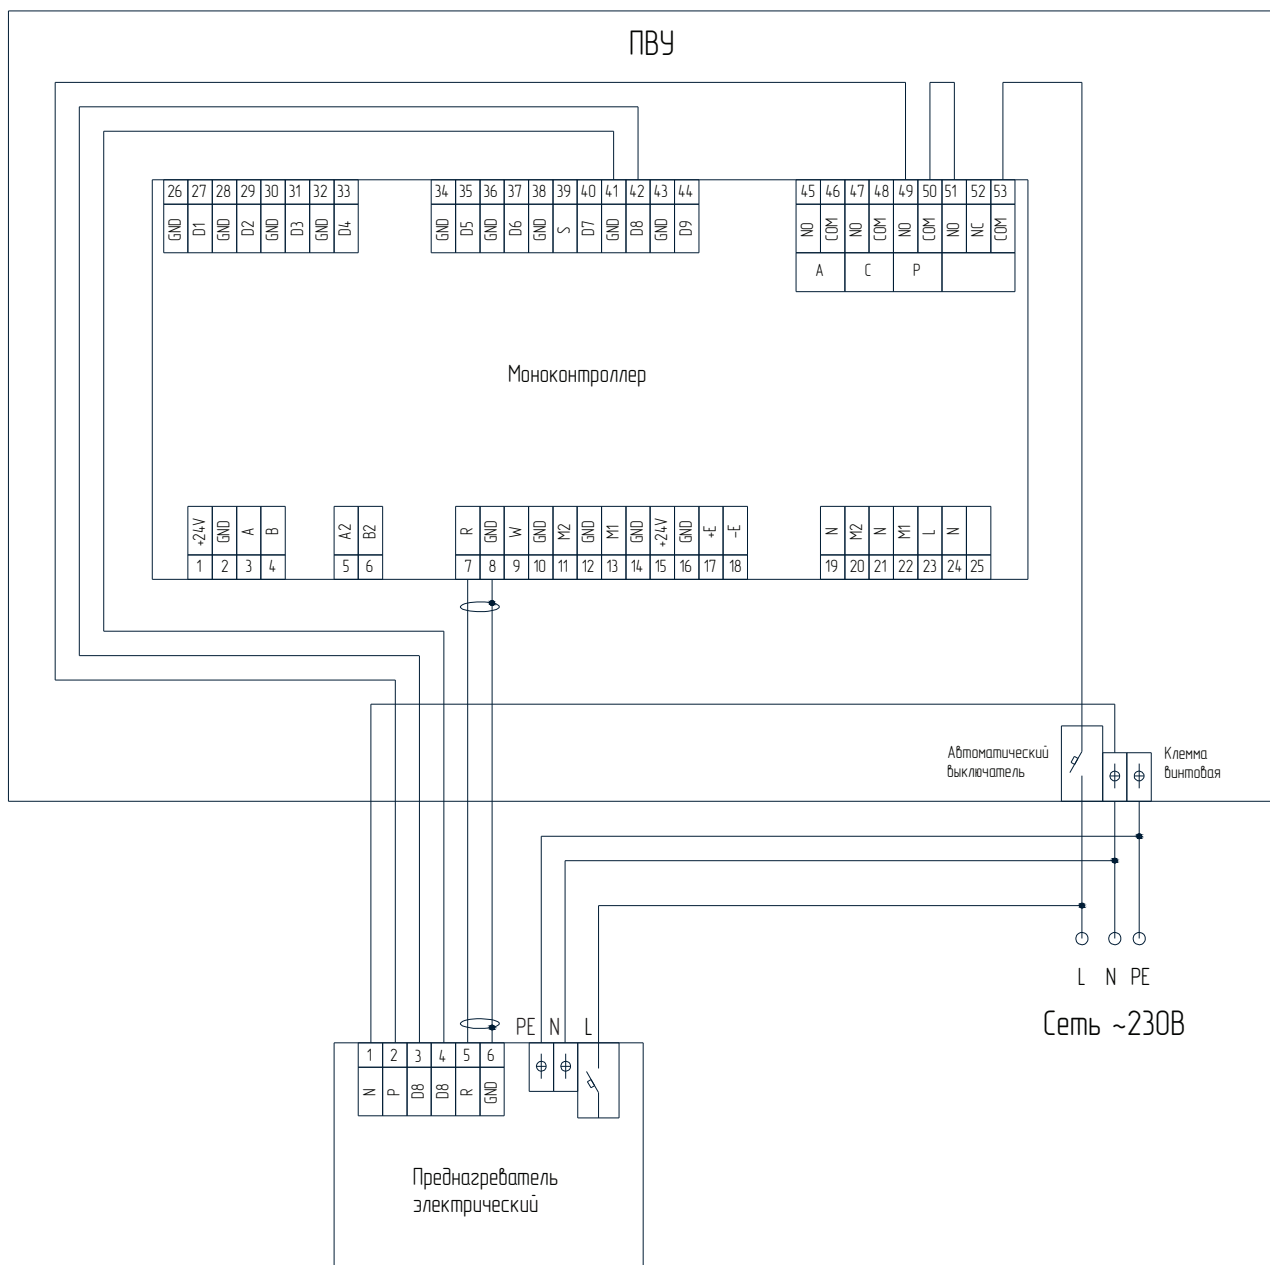 ПВУ
26 27 28 29 30 31 32 33
GND D1 GND D2 GND D3 GND D4
34 35 36 37 38 39 40 41 42 43 44
GND D5 GND D6 GND S D7 GND D8 GND D9
45 46 47 48 49 50 51 52 53
NO COM NO COM NO COM NO NC COM
A C P
Моноконтроллер
+24V GND A B
1 2 3 4
A2 B2
5 6
R GND W GND M2 GND M1 GND +24V GND +E -E
7 8 9 10 11 12 13 14 15 16 17 18
N M2 N M1 L N
19 20 21 22 23 24 25
Автоматический
выключатель
Клемма
винтовая
L N PE
Сеть ~230В
PE N L
1 2 3 4 5 6
N P D8 D8 R GND
Преднагреватель
электрический